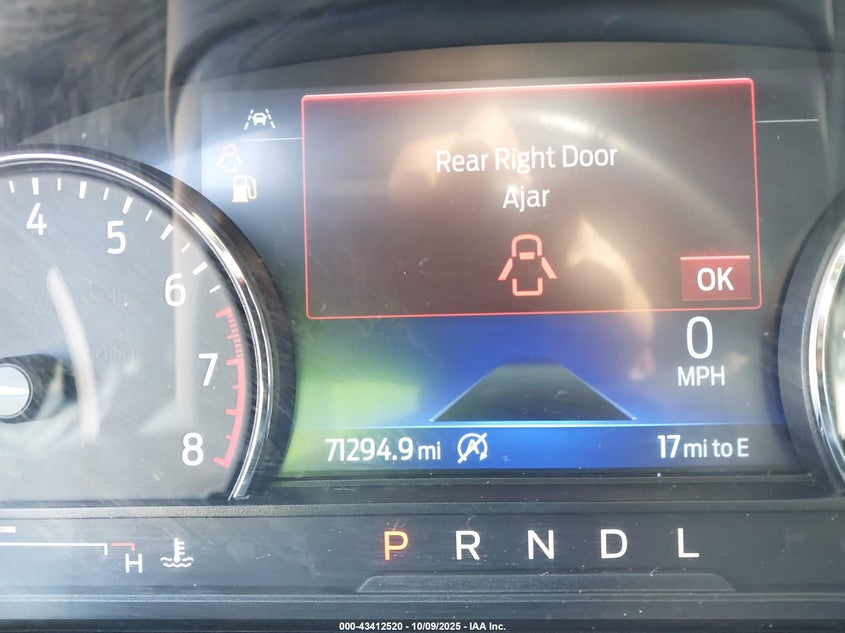 Rear Right Door
Ajar
OK
4
5
6
7
8
0
MPH
71294.9 mi
17 mi to E
H
P R N D L
000-43412520 - 10/09/2025 - IAA Inc.